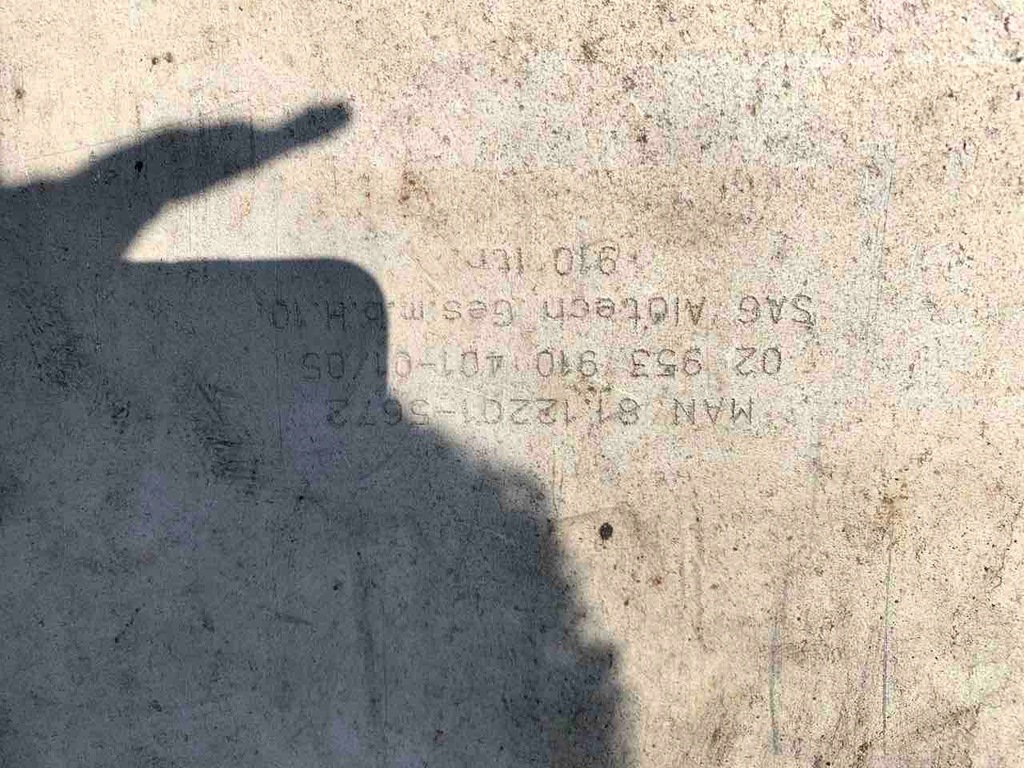 MAN 81.12201-5672
02 953 910 401-01/05
SAG Alutech Ges.m.b.H.10
910 ltr